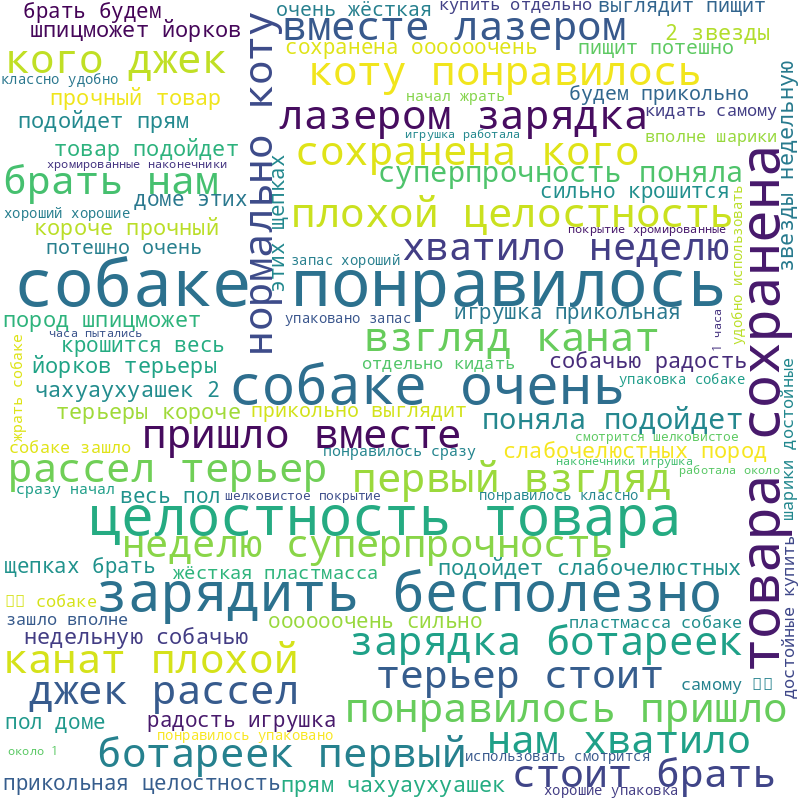 брать будем
очень жёсткая
купить отдельно
выглядит пищит
шпицможет йорков
вместе лазером
2 звезды
кого джек
сохранена оооооочень
пищит потешно
классно удобно
коту понравилось
прочный товар
начал жрать
будем прикольно
подойдет прям
лазером зарядка
кидать самому
игрушка работала
вполне шарики
товар подойдет
сохранена кого
хромированные наконечники
брать нам
суперпрочность поняла
доме этих
сильно крошится
хороший хорошие
плохой целостность
короче прочный
покрытие хромированные
потешно очень
хватило неделю
запас хороший
собаке понравилось
нормально коту
этих щепках
звезды недельную
удобно использовать
товара сохранена
пород шпицможет
упаковано запас
игрушка прикольная
часа пытались
взгляд канат
1 часа
крошится весь
йорков терьеры
отдельно кидать
собачью радость
чахуаухуашек 2
собаке очень
упаковка собаке
жрать собаке
терьеры короче
прикольно выглядит
поняла подойдет
шарики достойные
пришло вместе
смотрится шелковистое
собаке зашло
понравилось сразу
слабочелюстных пород
рассел терьер
наконечники игрушка
первый взгляд
работала около
сразу начал
весь пол
шелковистое покрытие
понравилось классно
целостность товара
неделю суперпрочность
щепках брать
жёсткая пластмасса
подойдет слабочелюстных
зарядить бесполезно
собаке
достойные купить
зашло вполне
оооооочень сильно
пластмасса собаке
недельную собачью
зарядка ботареек
канат плохой
терьер стоит
джек рассел
самому
понравилось пришло
пол доме
радость игрушка
понравилось упаковано
нам хватило
около 1
ботареек первый
использовать смотрится
стоит брать
прикольная целостность
прям чахуаухуашек
хорошие упаковка